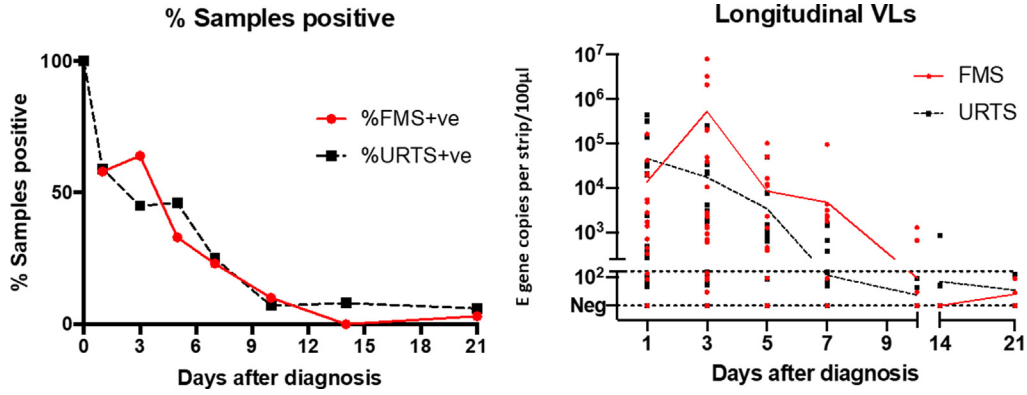 % Samples positive
% Samples positive
100
50
0
%FMS+ve
%URTS+ve
0 3 6 9 12 15 18 21
Days after diagnosis
Longitudinal VLs
E gene copies per strip/100µl
10⁷
10⁶
10⁵
10⁴
10³
10²
Neg
FMS
URTS
1 3 5 7 9 14 21
Days after diagnosis